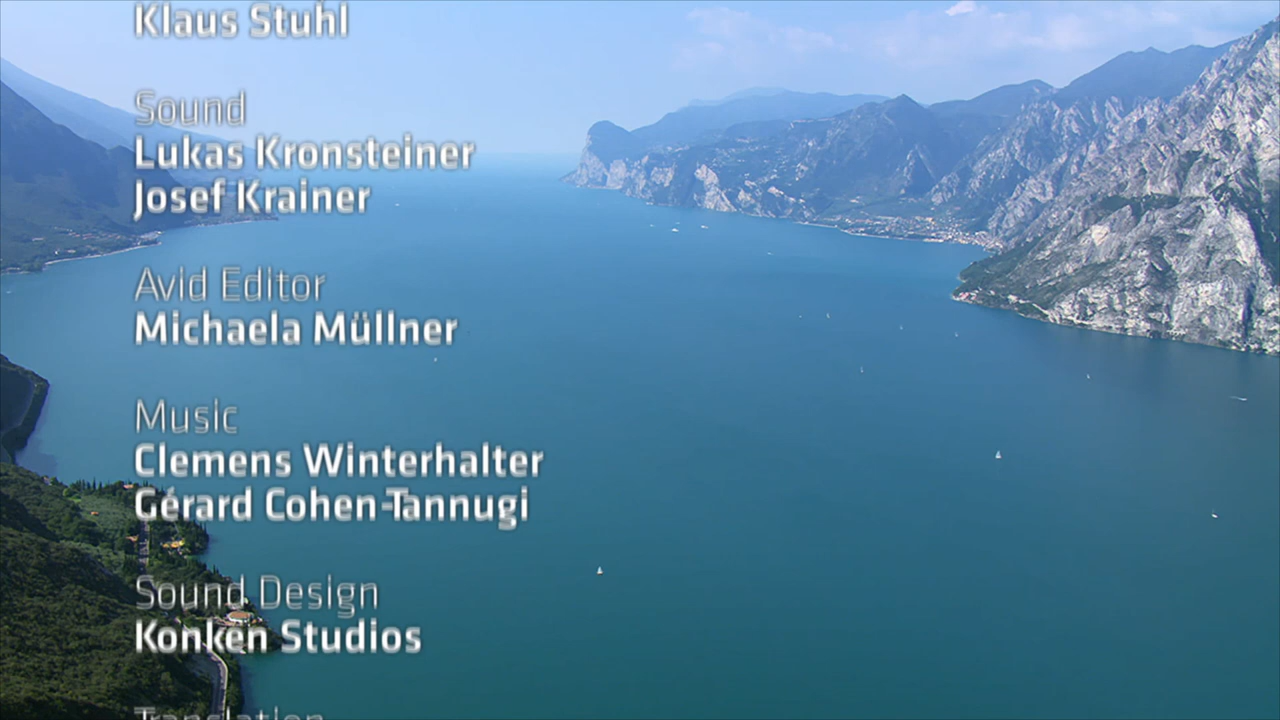 Klaus Stuhl
Sound
Lukas Kronsteiner
Josef Krainer
Avid Editor
Michaela Müllner
Music
Clemens Winterhalter
Gérard Cohen-Tannugi
Sound Design
Konken Studios
Translation